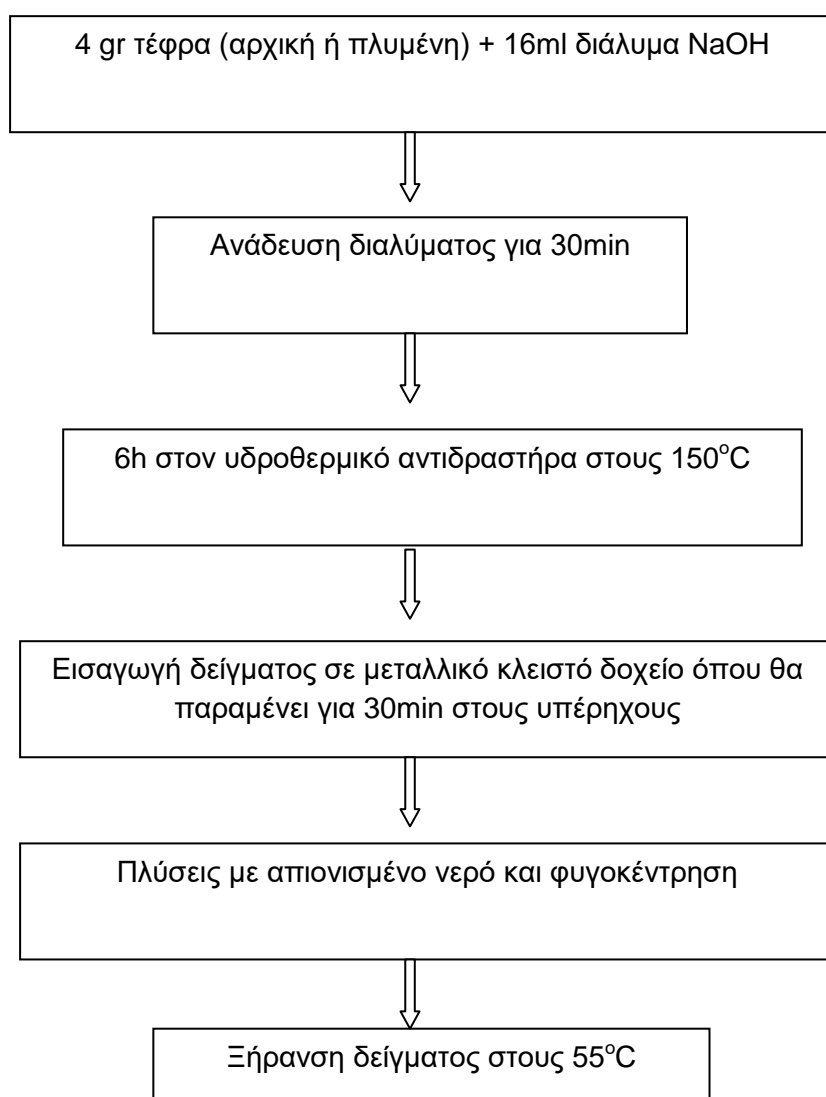 4 gr τέφρα (αρχική ή πλυμένη) + 16ml διάλυμα NaOH
Ανάδευση διαλύματος για 30min
6h στον υδροθερμικό αντιδραστήρα στους 150°C
Εισαγωγή δείγματος σε μεταλλικό κλειστό δοχείο όπου θα
παραμένει για 30min στους υπέρηχους
Πλύσεις με απιονισμένο νερό και φυγοκέντρηση
Ξήρανση δείγματος στους 55°C